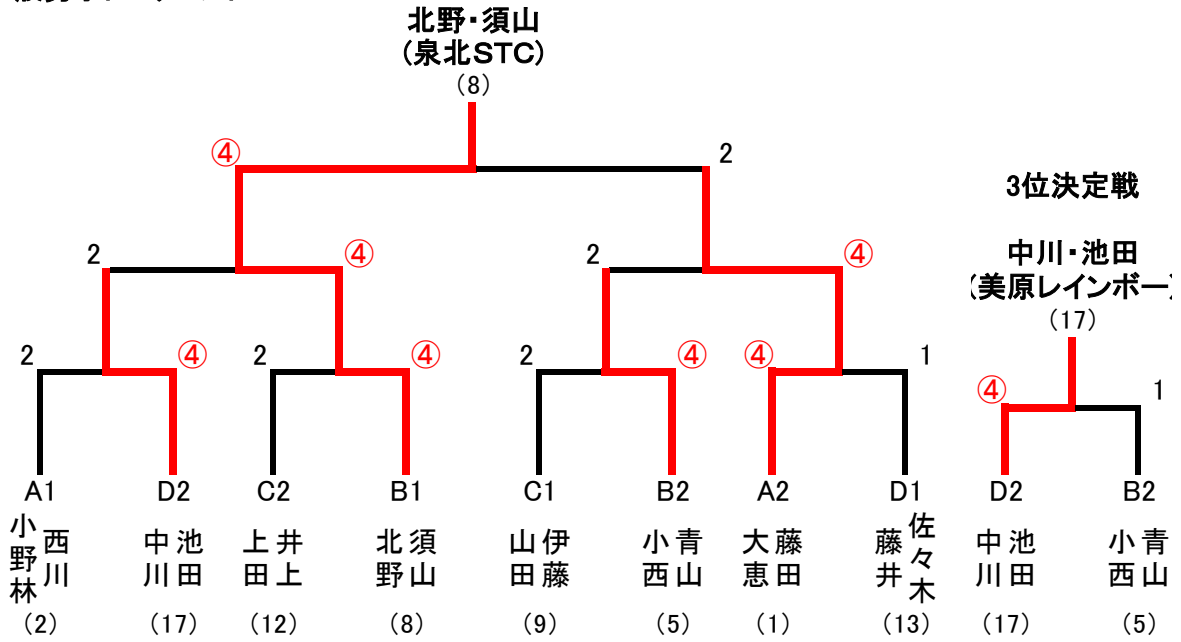 北野・須山
(泉北STC)
(8)
④
2
3位決定戦
2
④
2
④
中川・池田
(美原レインボー)
(17)
2
④
2
④
2
④
④
1
④
1
A1
D2
C2
B1
C1
B2
A2
D1
D2
B2
小野林 西川
中川 池田
上田 井上
北野 須山
山田 伊藤
小西 青山
大恵 藤田
藤井 佐々木
中川 池田
小西 青山
(2)
(17)
(12)
(8)
(9)
(5)
(1)
(13)
(17)
(5)